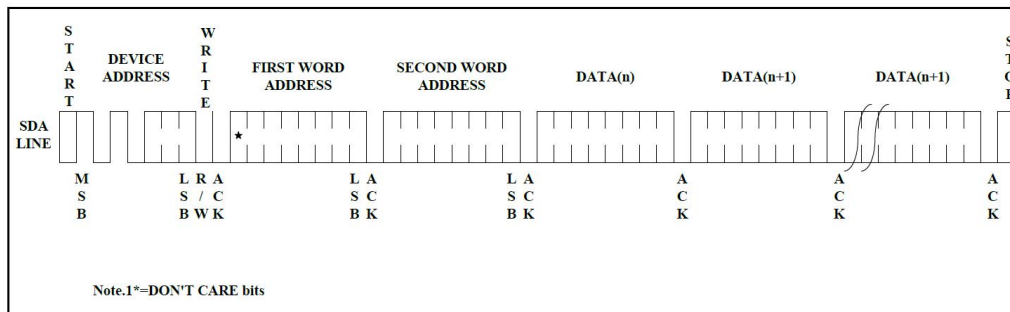 START
DEVICE ADDRESS
WRITE
FIRST WORD ADDRESS
SECOND WORD ADDRESS
DATA(n)
DATA(n+1)
DATA(n+1)
SDA LINE
★
MSB
LSB
R/W
ACK
LSB
ACK
LSB
ACK
ACK
ACK
ACK
Note.1*=DON'T CARE bits